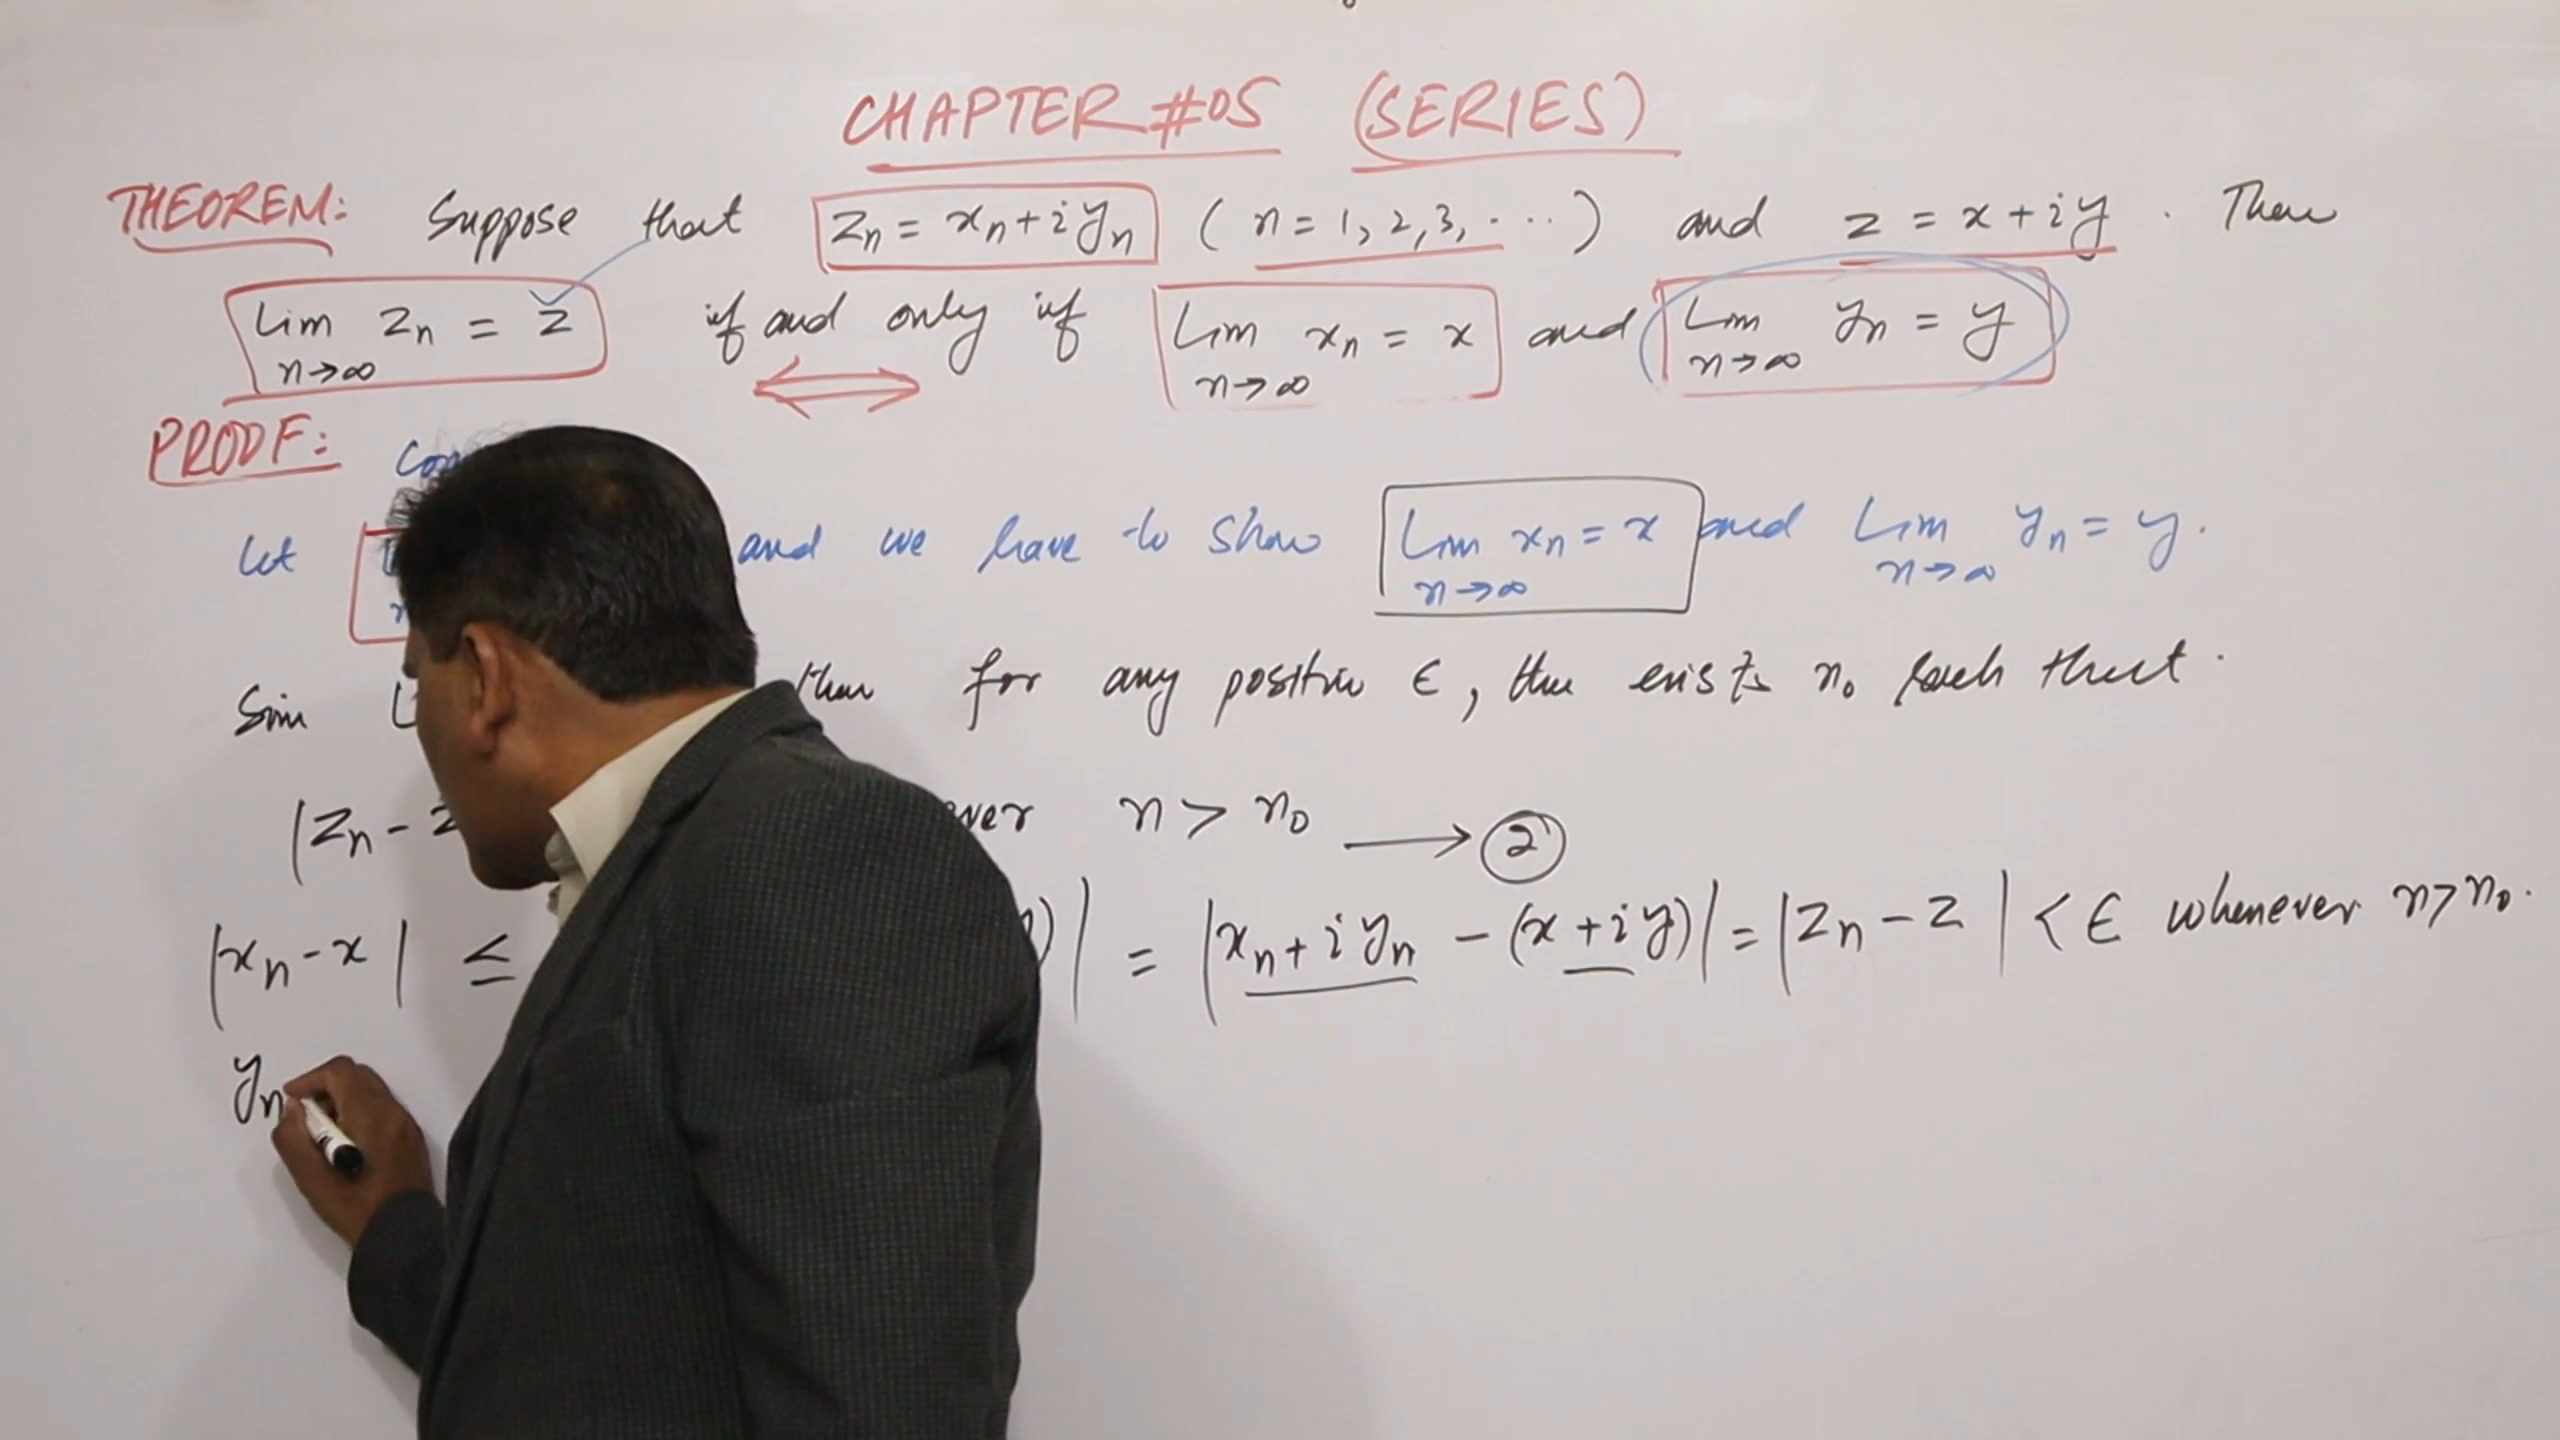 CHAPTER #05 (SERIES)
THEOREM: Suppose that zn = xn + i yn ( n = 1, 2, 3, ... ) and z = x + i y . Then
Lim n→∞ zn = z if and only if Lim n→∞ xn = x and Lim n→∞ yn = y
PROOF:
Let and we have to show Lim n→∞ xn = x and Lim n→∞ yn = y.
then for any positive ϵ, there exists n0 such that.
|zn - z n > n0 → 2
|xn - x| ≤ )| = |xn + i yn - (x + i y)| = |zn - z| < ϵ whenever n > n0.
yn